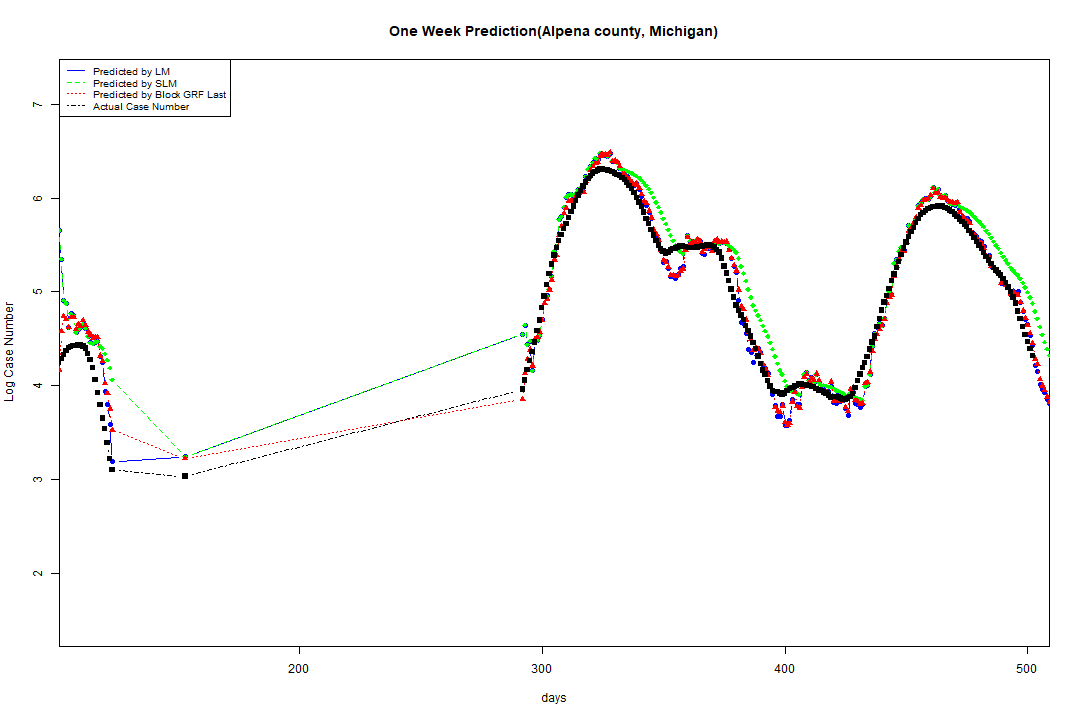 One Week Prediction(Alpena county, Michigan)
Predicted by LM
Predicted by SLM
Predicted by Block GRF Last
Actual Case Number
7
6
5
4
3
2
Log Case Number
200
300
400
500
days